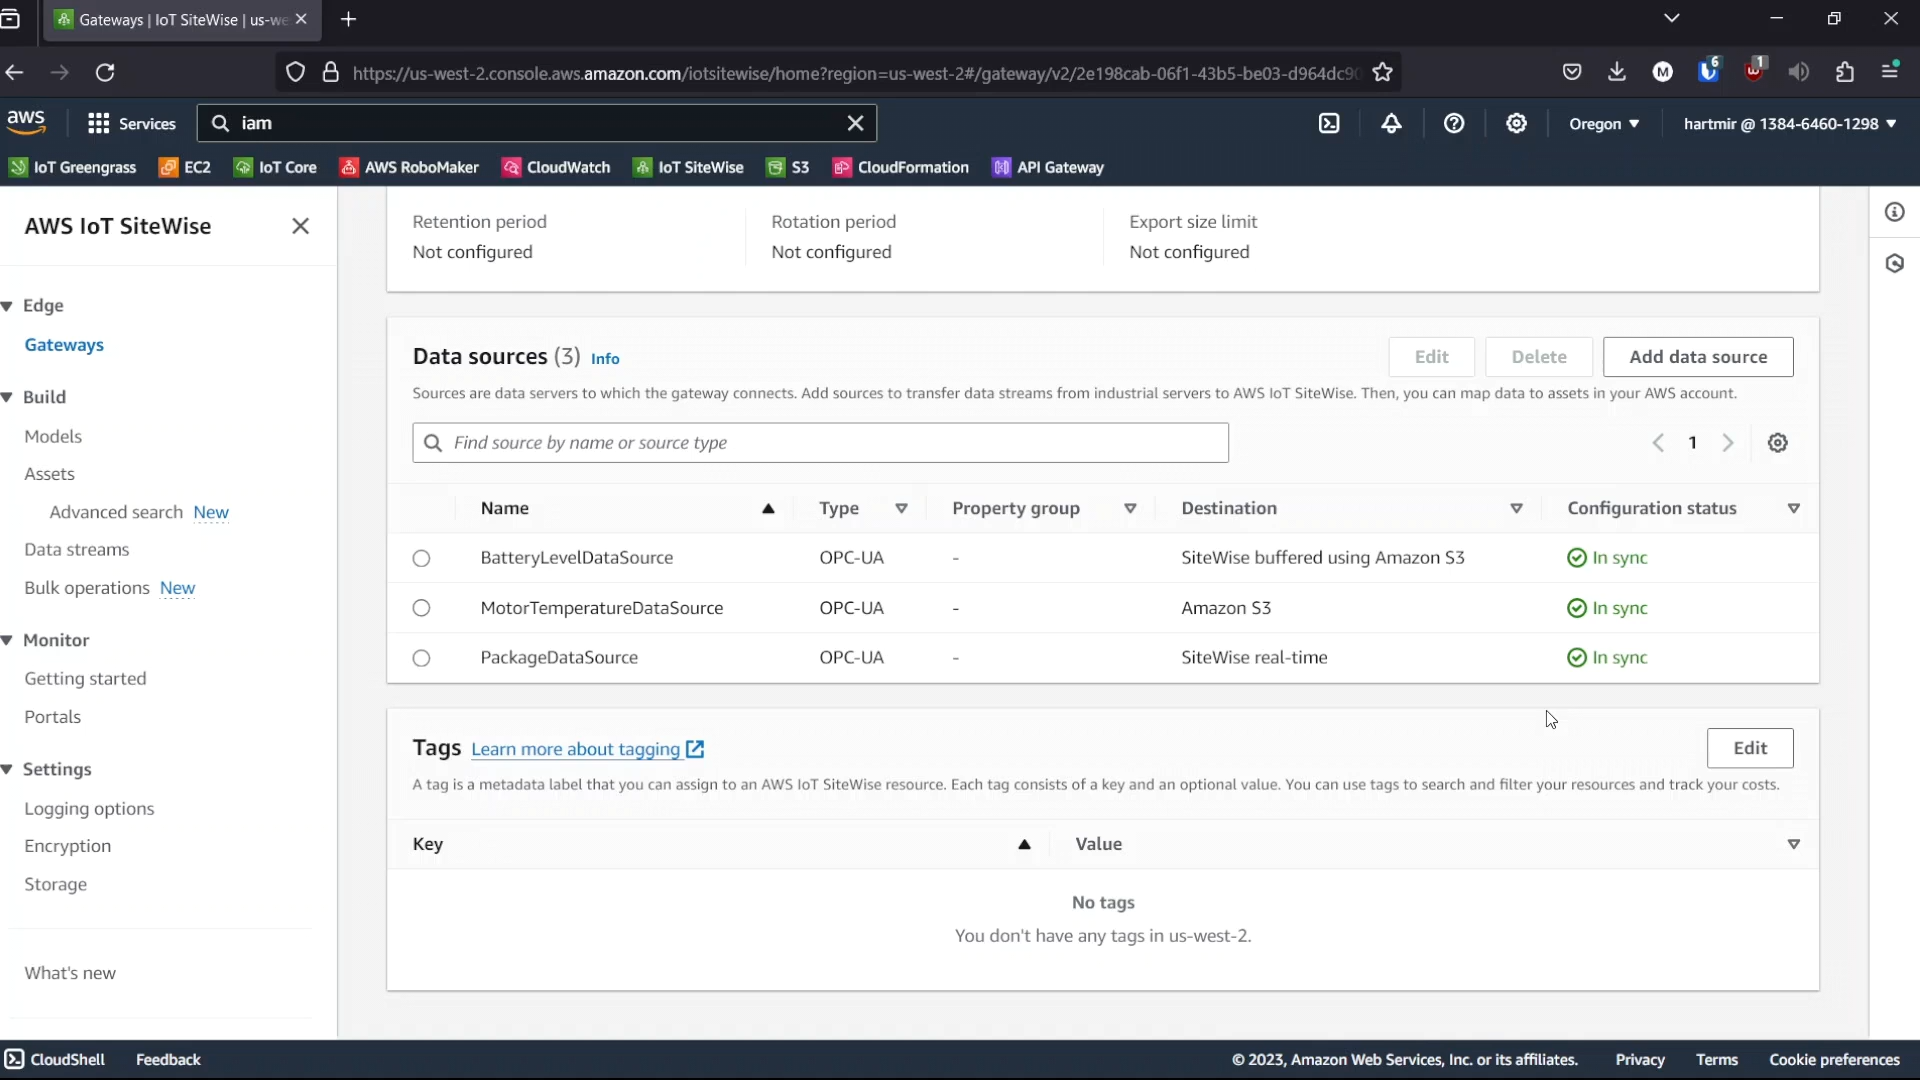 Gateways | IoT SiteWise | us-we
https://us-west-2.console.aws.amazon.com/iotsitewise/home?region=us-west-2#/gateway/v2/2e198cab-06f1-43b5-be03-d964dc90
M
6
1
aws
Services
iam
Oregon
hartmir @ 1384-6460-1298
IoT Greengrass
EC2
IoT Core
AWS RoboMaker
CloudWatch
IoT SiteWise
S3
CloudFormation
API Gateway
AWS IoT SiteWise
Edge
Gateways
Build
Models
Assets
Advanced search New
Data streams
Bulk operations New
Monitor
Getting started
Portals
Settings
Logging options
Encryption
Storage
What's new
Retention period Rotation period Export size limit
Not configured Not configured Not configured
Data sources (3) Info
Edit Delete Add data source
Sources are data servers to which the gateway connects. Add sources to transfer data streams from industrial servers to AWS IoT SiteWise. Then, you can map data to assets in your AWS account.
Find source by name or source type
1
Name Type Property group Destination Configuration status
BatteryLevelDataSource OPC-UA - SiteWise buffered using Amazon S3 In sync
MotorTemperatureDataSource OPC-UA - Amazon S3 In sync
PackageDataSource OPC-UA - SiteWise real-time In sync
Tags Learn more about tagging
Edit
A tag is a metadata label that you can assign to an AWS IoT SiteWise resource. Each tag consists of a key and an optional value. You can use tags to search and filter your resources and track your costs.
Key Value
No tags
You don't have any tags in us-west-2.
CloudShell Feedback © 2023, Amazon Web Services, Inc. or its affiliates. Privacy Terms Cookie preferences